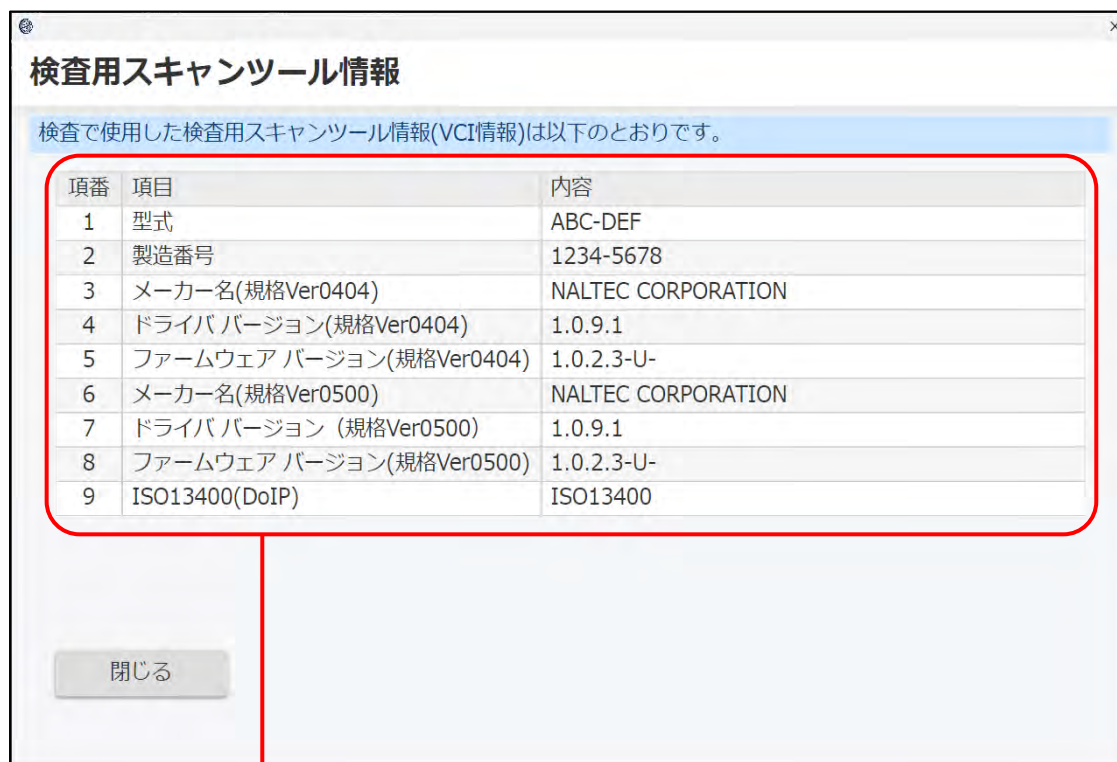 検査用スキャンツール情報
検査で使用した検査用スキャンツール情報(VCI情報)は以下のとおりです。
項番 項目 内容
1 型式 ABC-DEF
2 製造番号 1234-5678
3 メーカー名(規格Ver0404) NALTEC CORPORATION
4 ドライバ バージョン(規格Ver0404) 1.0.9.1
5 ファームウェア バージョン(規格Ver0404) 1.0.2.3-U-
6 メーカー名(規格Ver0500) NALTEC CORPORATION
7 ドライバ バージョン（規格Ver0500） 1.0.9.1
8 ファームウェア バージョン(規格Ver0500) 1.0.2.3-U-
9 ISO13400(DoIP) ISO13400
閉じる